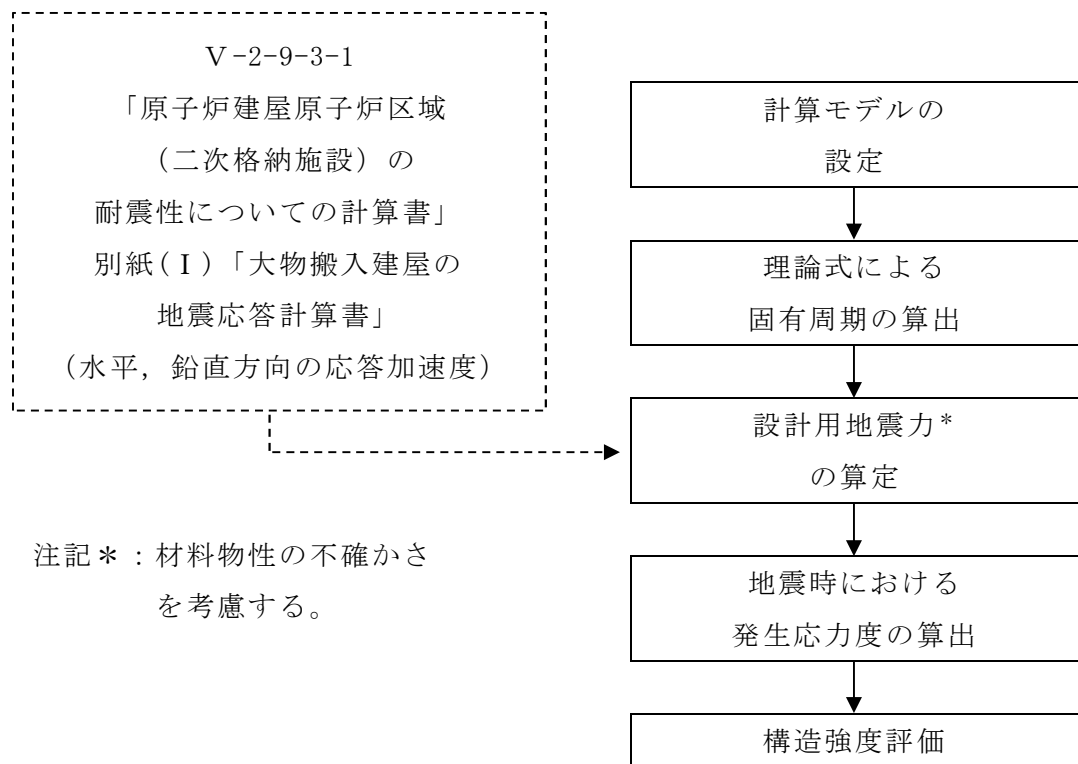 Ⅴ-2-9-3-1
「原子炉建屋原子炉区域
(二次格納施設)の
耐震性についての計算書」
別紙(Ⅰ)「大物搬入建屋の
地震応答計算書」
(水平，鉛直方向の応答加速度)
計算モデルの
設定
理論式による
固有周期の算出
設計用地震力*
の算定
地震時における
発生応力度の算出
構造強度評価
注記＊：材料物性の不確かさ
を考慮する。